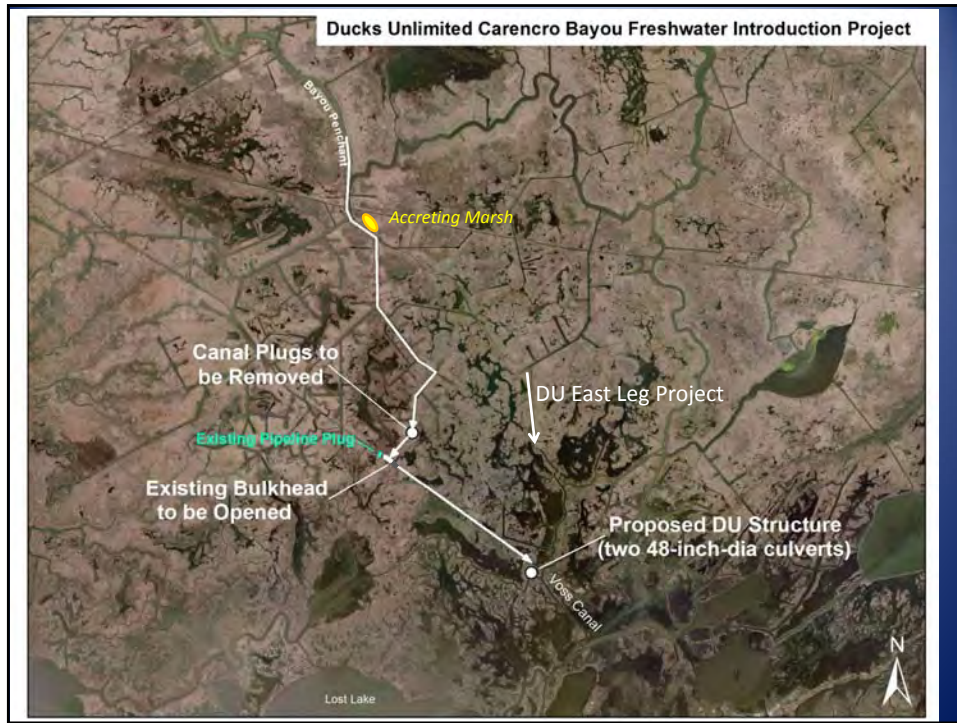 Ducks Unlimited Carencro Bayou Freshwater Introduction Project
Bayou Penchant
Accreting Marsh
Canal Plugs to
be Removed
DU East Leg Project
Existing Pipeline Plug
Existing Bulkhead
to be Opened
Proposed DU Structure
(two 48-inch-dia culverts)
Voss Canal
N
Lost Lake